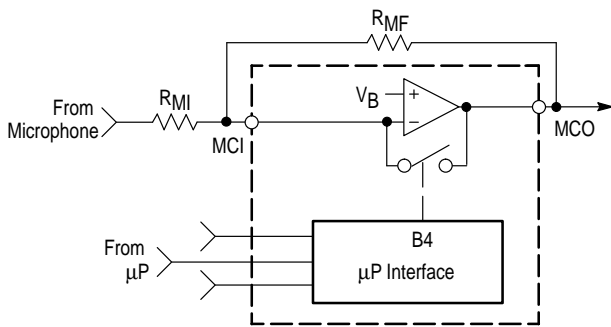 RMF
VB
+
−
RMI
From
Microphone
MCI
MCO
B4
µP Interface
From
µP